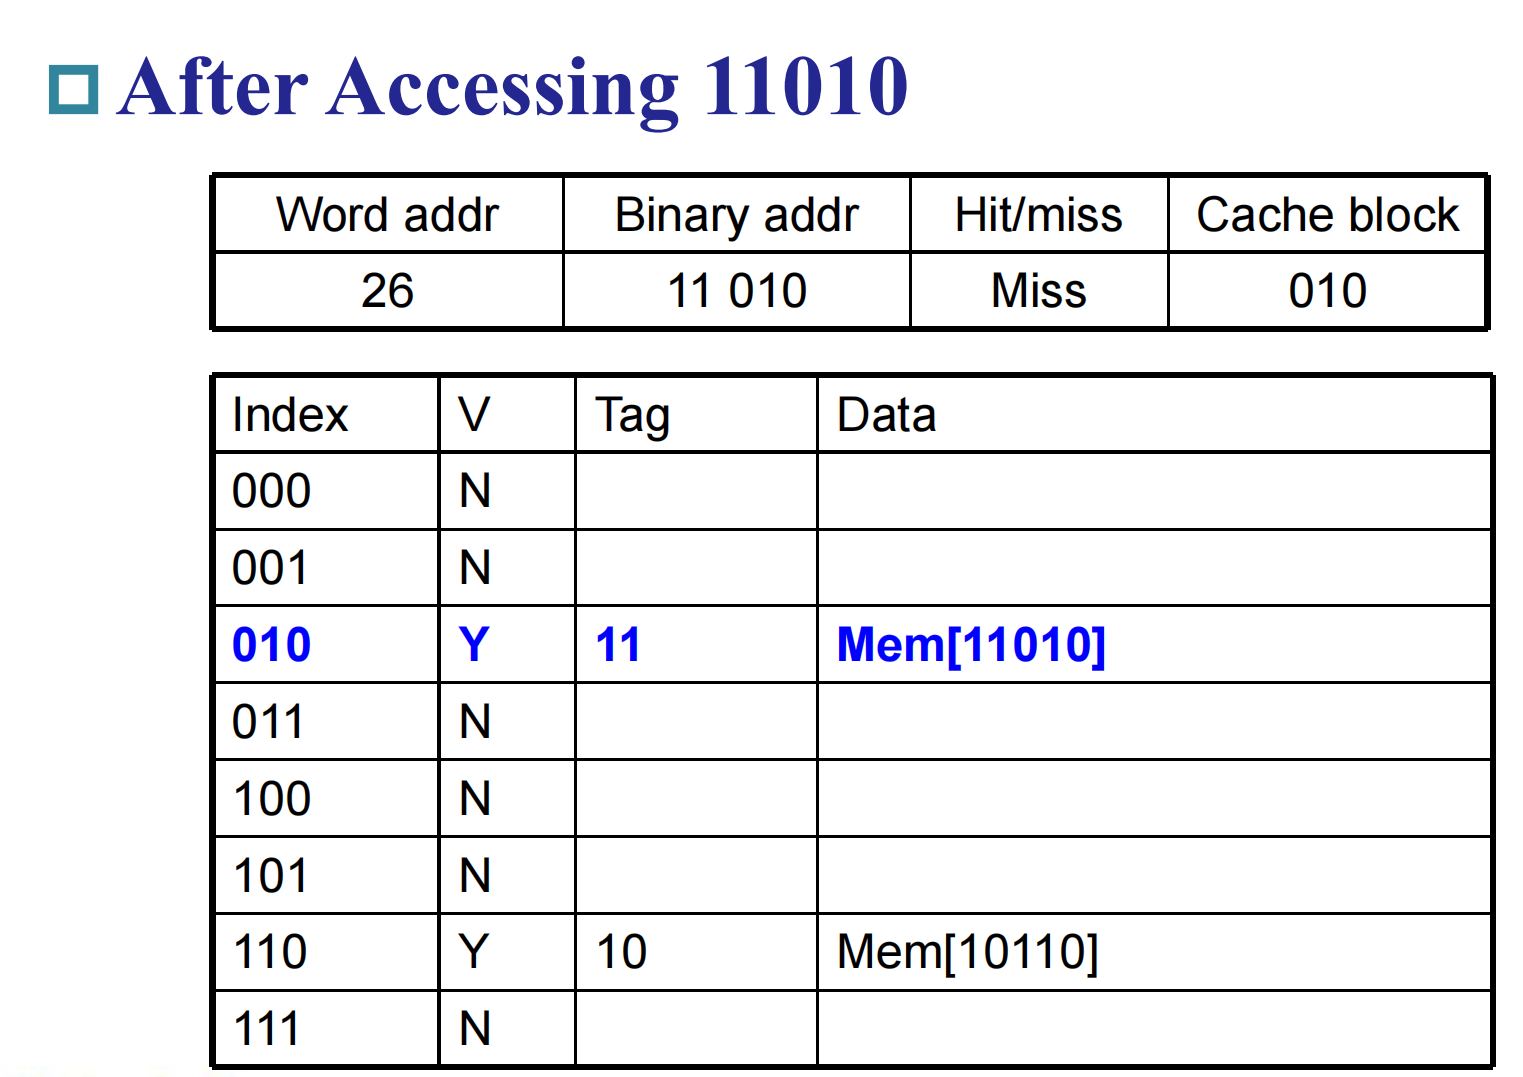 After Accessing 11010
Word addr Binary addr Hit/miss Cache block
26 11 010 Miss 010
Index V Tag Data
000 N
001 N
010 Y 11 Mem[11010]
011 N
100 N
101 N
110 Y 10 Mem[10110]
111 N